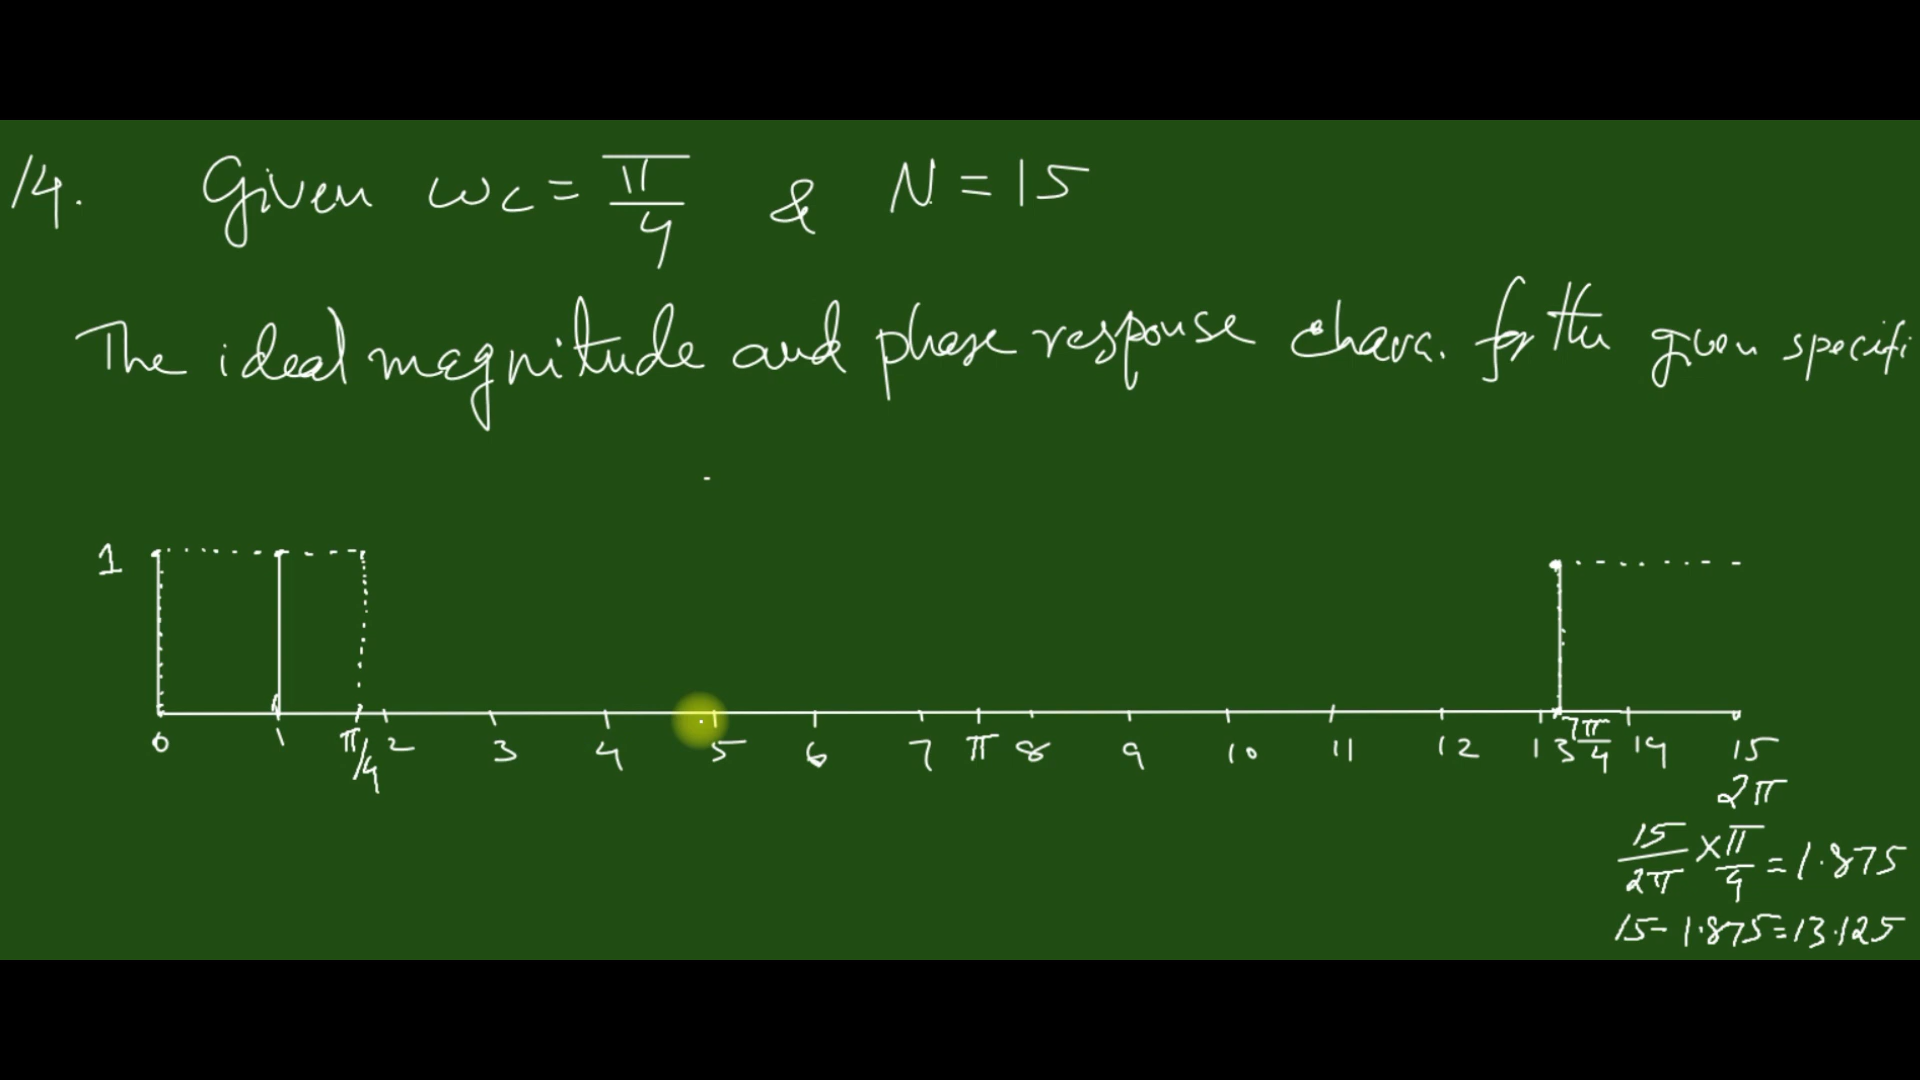 14. Given ωc = π/4 & N = 15
The ideal magnitude and phase response charac. for the given specifi
1
0 1 π/4 2 3 4 5 6 7 π 8 9 10 11 12 13 7π/4 14 15
2π
15/2π × π/4 = 1.875
15 - 1.875 = 13.125